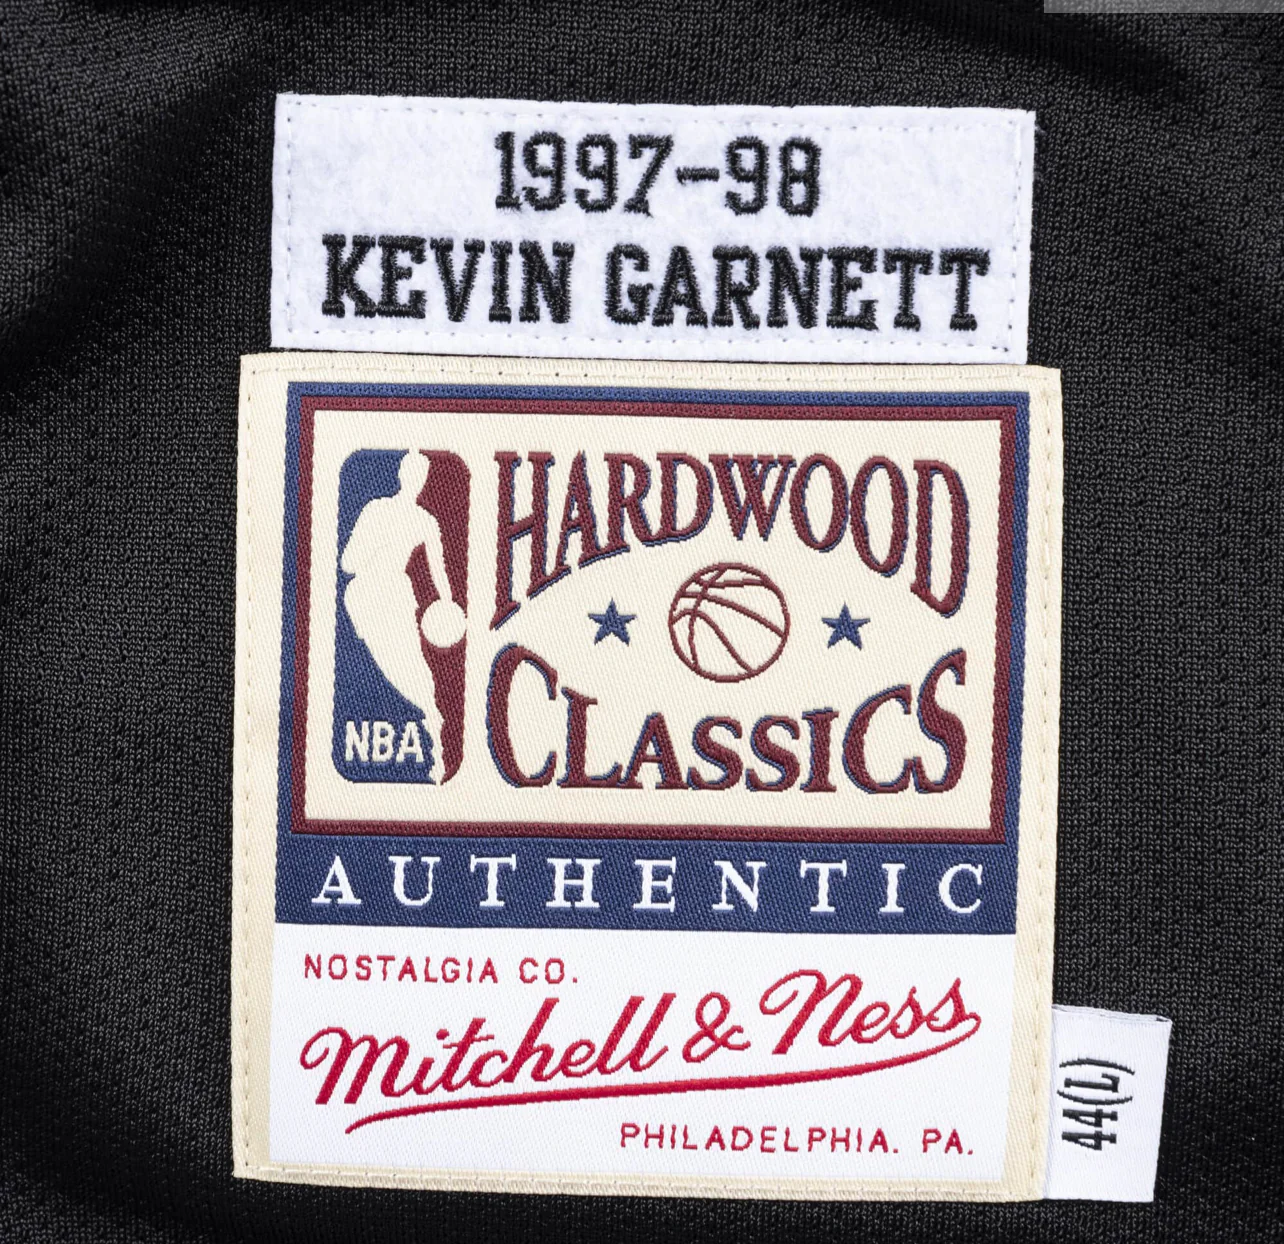 1997-98
KEVIN GARNETT
HARDWOOD
CLASSICS
NBA
AUTHENTIC
NOSTALGIA CO.
Mitchell & Ness
PHILADELPHIA. PA.
44(L)